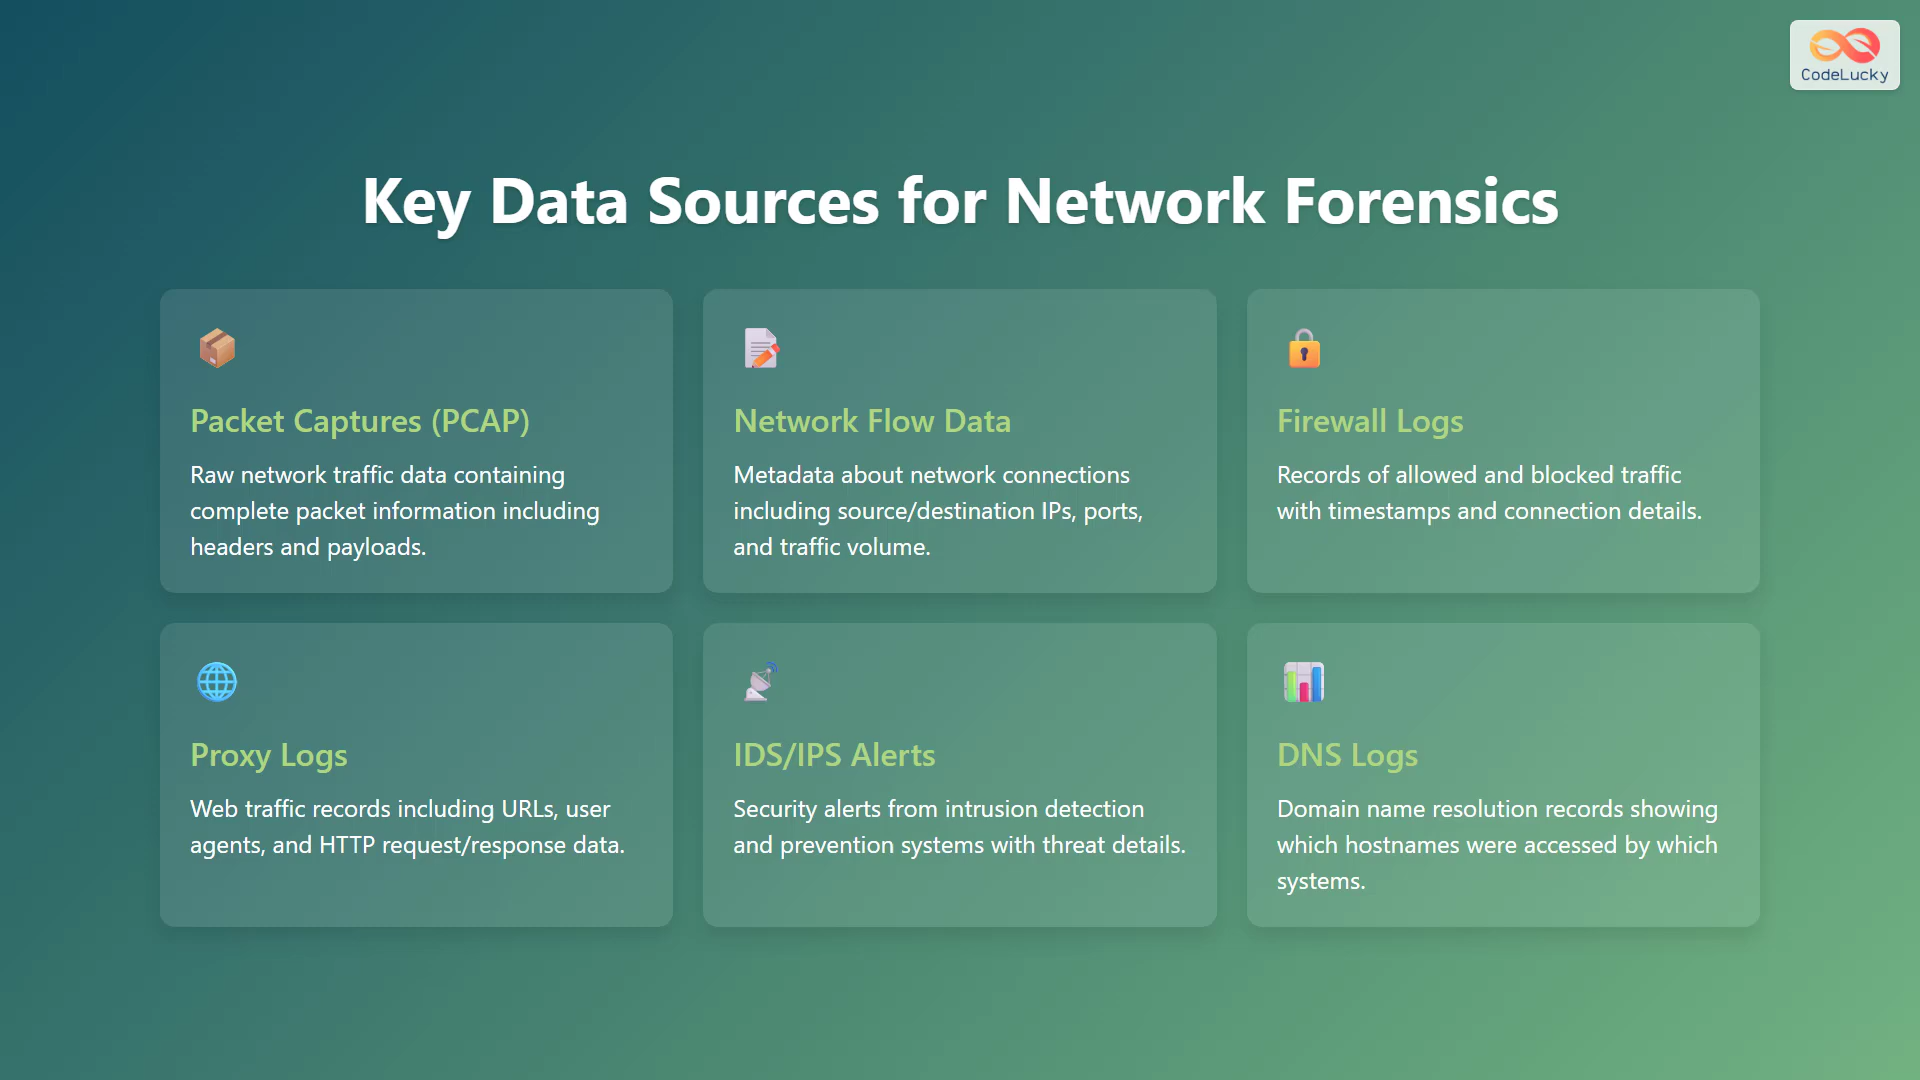 CodeLucky
Key Data Sources for Network Forensics
Packet Captures (PCAP)
Raw network traffic data containing
complete packet information including
headers and payloads.
Network Flow Data
Metadata about network connections
including source/destination IPs, ports,
and traffic volume.
Firewall Logs
Records of allowed and blocked traffic
with timestamps and connection details.
Proxy Logs
Web traffic records including URLs, user
agents, and HTTP request/response data.
IDS/IPS Alerts
Security alerts from intrusion detection
and prevention systems with threat details.
DNS Logs
Domain name resolution records showing
which hostnames were accessed by which
systems.